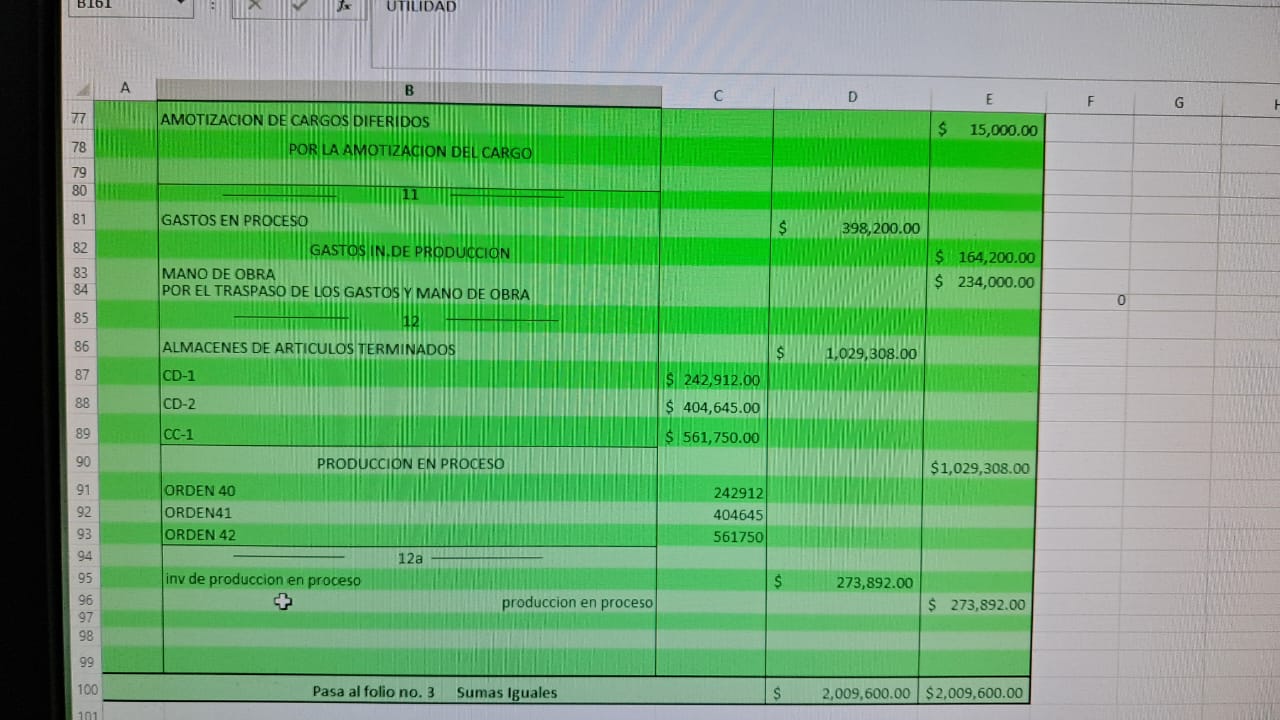 B161 UTILIDAD
A B C D E F G H
77 AMOTIZACION DE CARGOS DIFERIDOS $ 15,000.00
78 POR LA AMOTIZACION DEL CARGO
79
80 11
81 GASTOS EN PROCESO $ 398,200.00
82 GASTOS IN.DE PRODUCCION $ 164,200.00
83 MANO DE OBRA $ 234,000.00
84 POR EL TRASPASO DE LOS GASTOS Y MANO DE OBRA 0
85 12
86 ALMACENES DE ARTICULOS TERMINADOS $ 1,029,308.00
87 CD-1 $ 242,912.00
88 CD-2 $ 404,645.00
89 CC-1 $ 561,750.00
90 PRODUCCION EN PROCESO $1,029,308.00
91 ORDEN 40 242912
92 ORDEN41 404645
93 ORDEN 42 561750
94 12a
95 inv de produccion en proceso $ 273,892.00
96 produccion en proceso $ 273,892.00
97
98
99
100 Pasa al folio no. 3 Sumas Iguales $ 2,009,600.00 $2,009,600.00
101